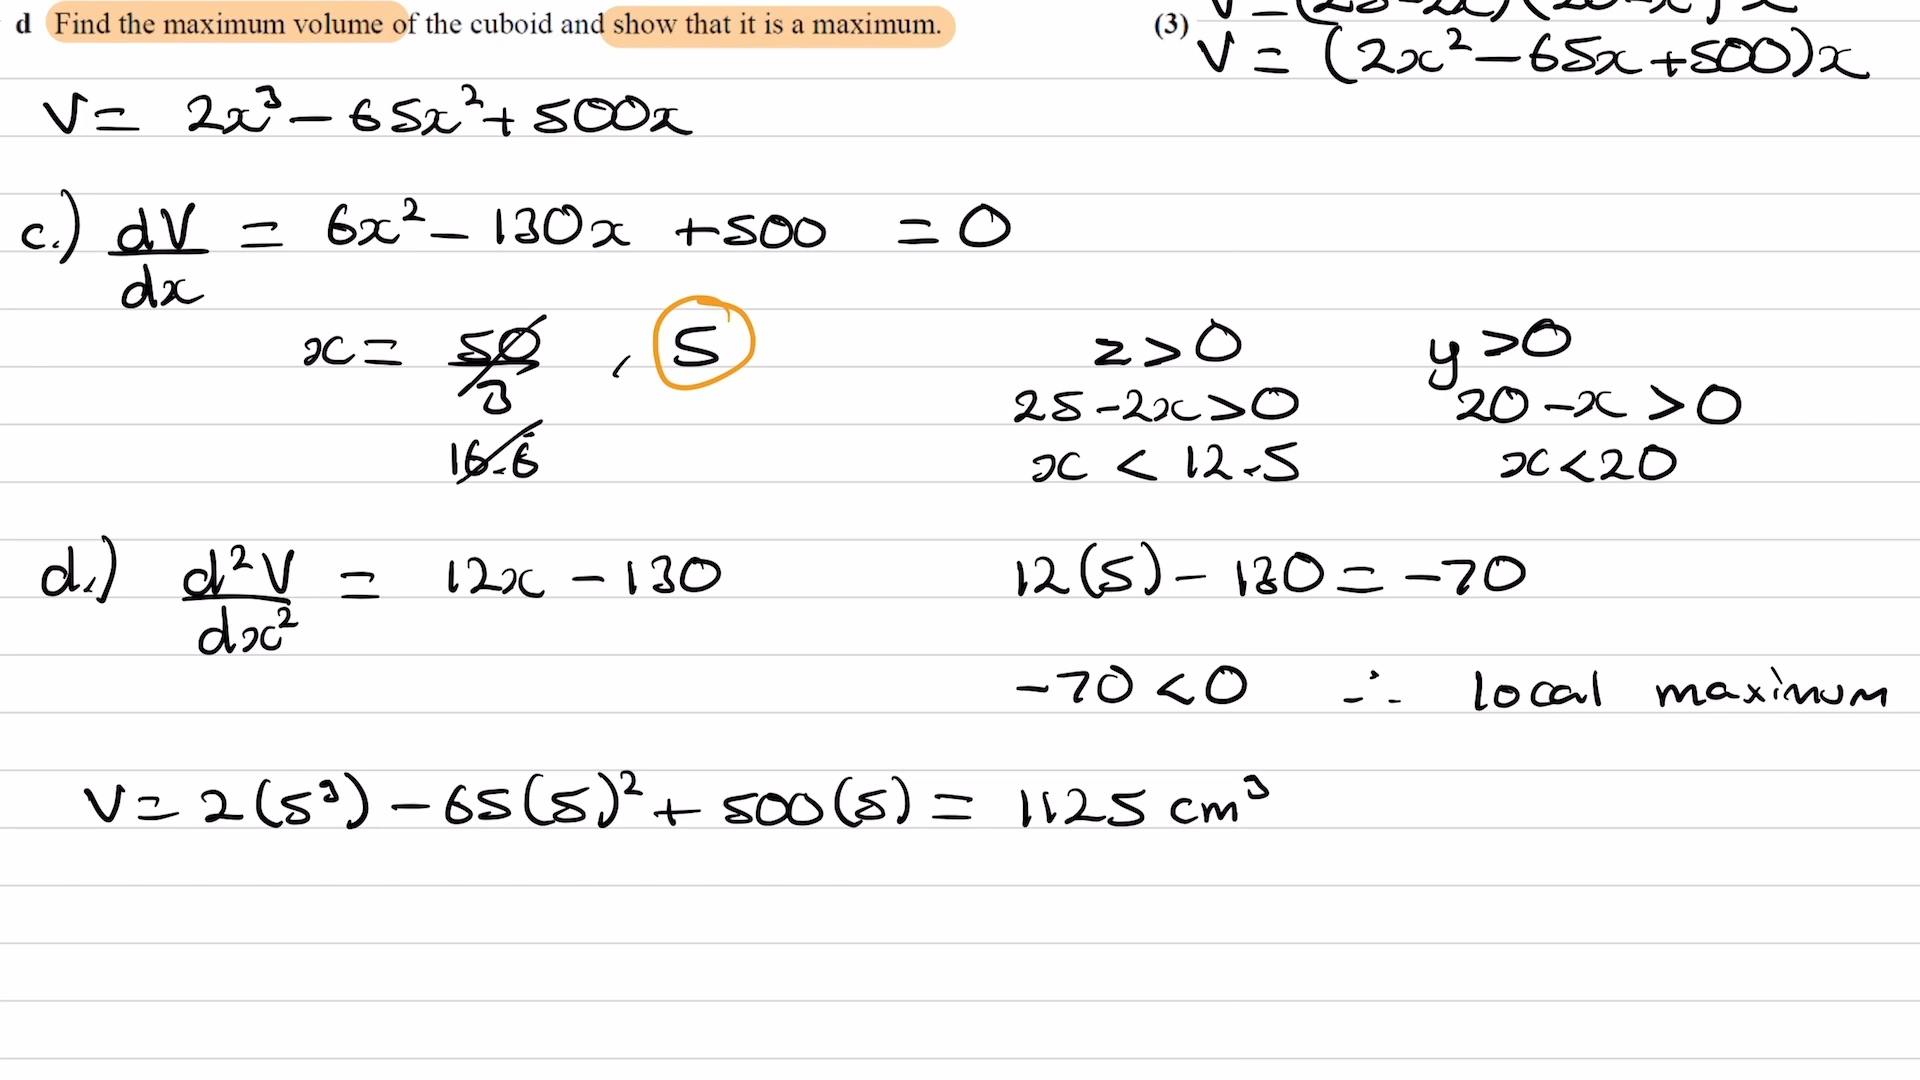 d Find the maximum volume of the cuboid and show that it is a maximum. (3)
V = (2x² − 65x + 500)x
V = 2x³ − 65x² + 500x
c.) dV/dx = 6x² − 130x + 500 = 0
x = 50/3 , 5
16.6
z > 0
25 − 2x > 0
x < 12.5
y > 0
20 − x > 0
x < 20
d.) d²V/dx² = 12x − 130
12(5) − 130 = −70
−70 < 0 ∴ local maximum
V = 2(5³) − 65(5)² + 500(5) = 1125 cm³